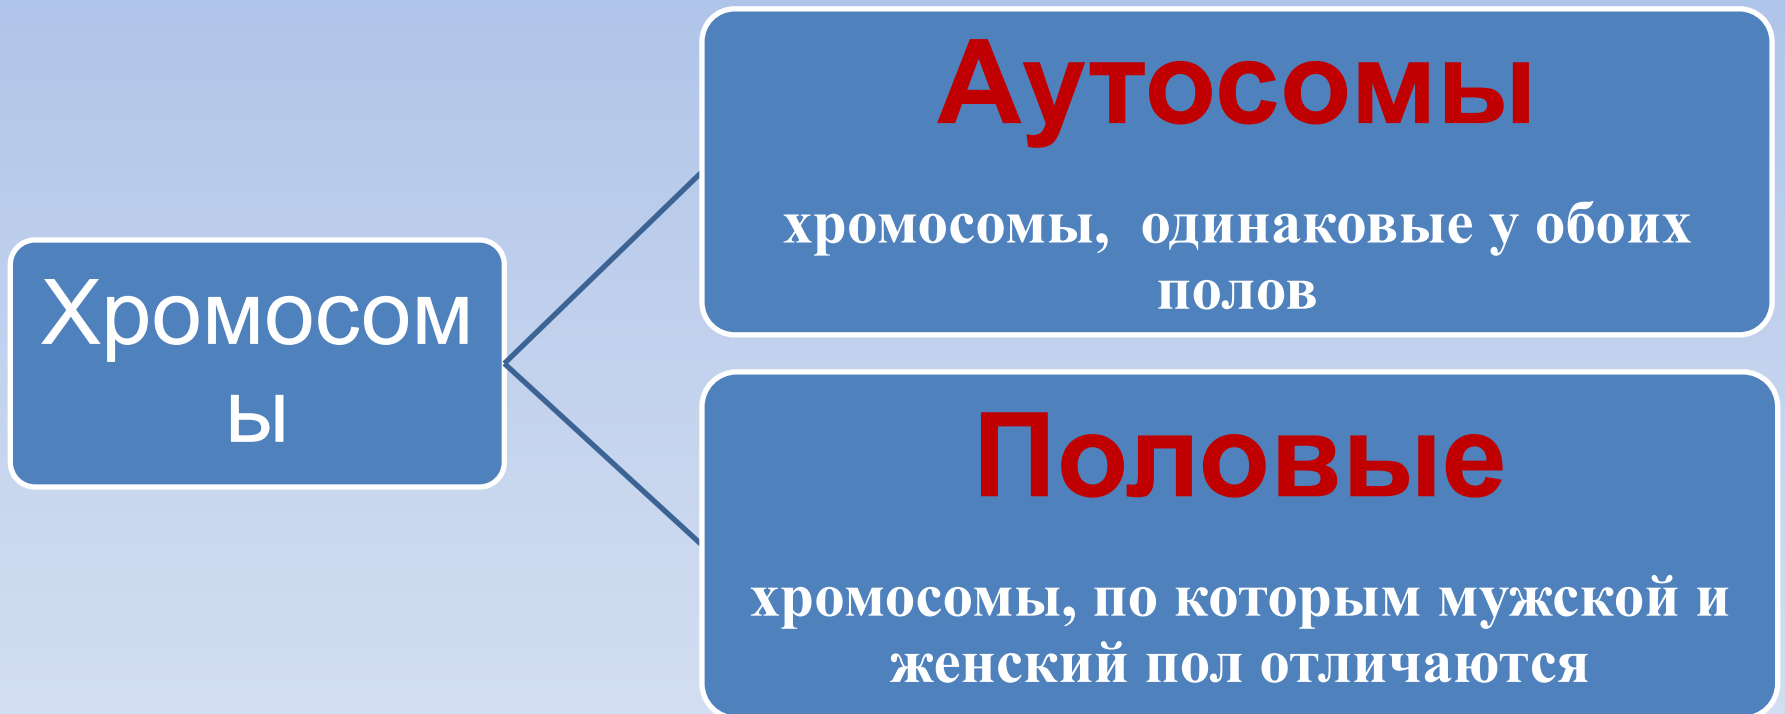 Хромосом
ы
Аутосомы
хромосомы, одинаковые у обоих
полов
Половые
хромосомы, по которым мужской и
женский пол отличаются